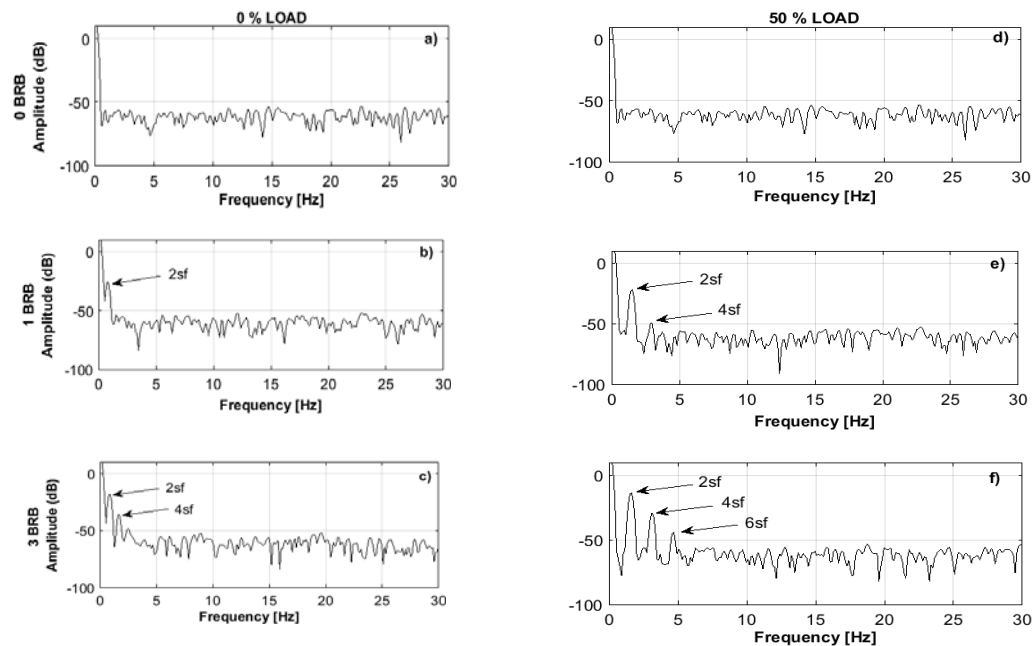 0 % LOAD
0 BRB
Amplitude (dB)
a)
0
-50
-100
0 5 10 15 20 25 30
Frequency [Hz]
50 % LOAD
d)
0
-50
-100
0 5 10 15 20 25 30
Frequency [Hz]
1 BRB
Amplitude (dB)
b)
2sf
0
-50
-100
0 5 10 15 20 25 30
Frequency [Hz]
e)
2sf
4sf
0
-50
-100
0 5 10 15 20 25 30
Frequency [Hz]
3 BRB
Amplitude (dB)
c)
2sf
4sf
0
-50
-100
0 5 10 15 20 25 30
Frequency [Hz]
f)
2sf
4sf
6sf
0
-50
-100
0 5 10 15 20 25 30
Frequency [Hz]